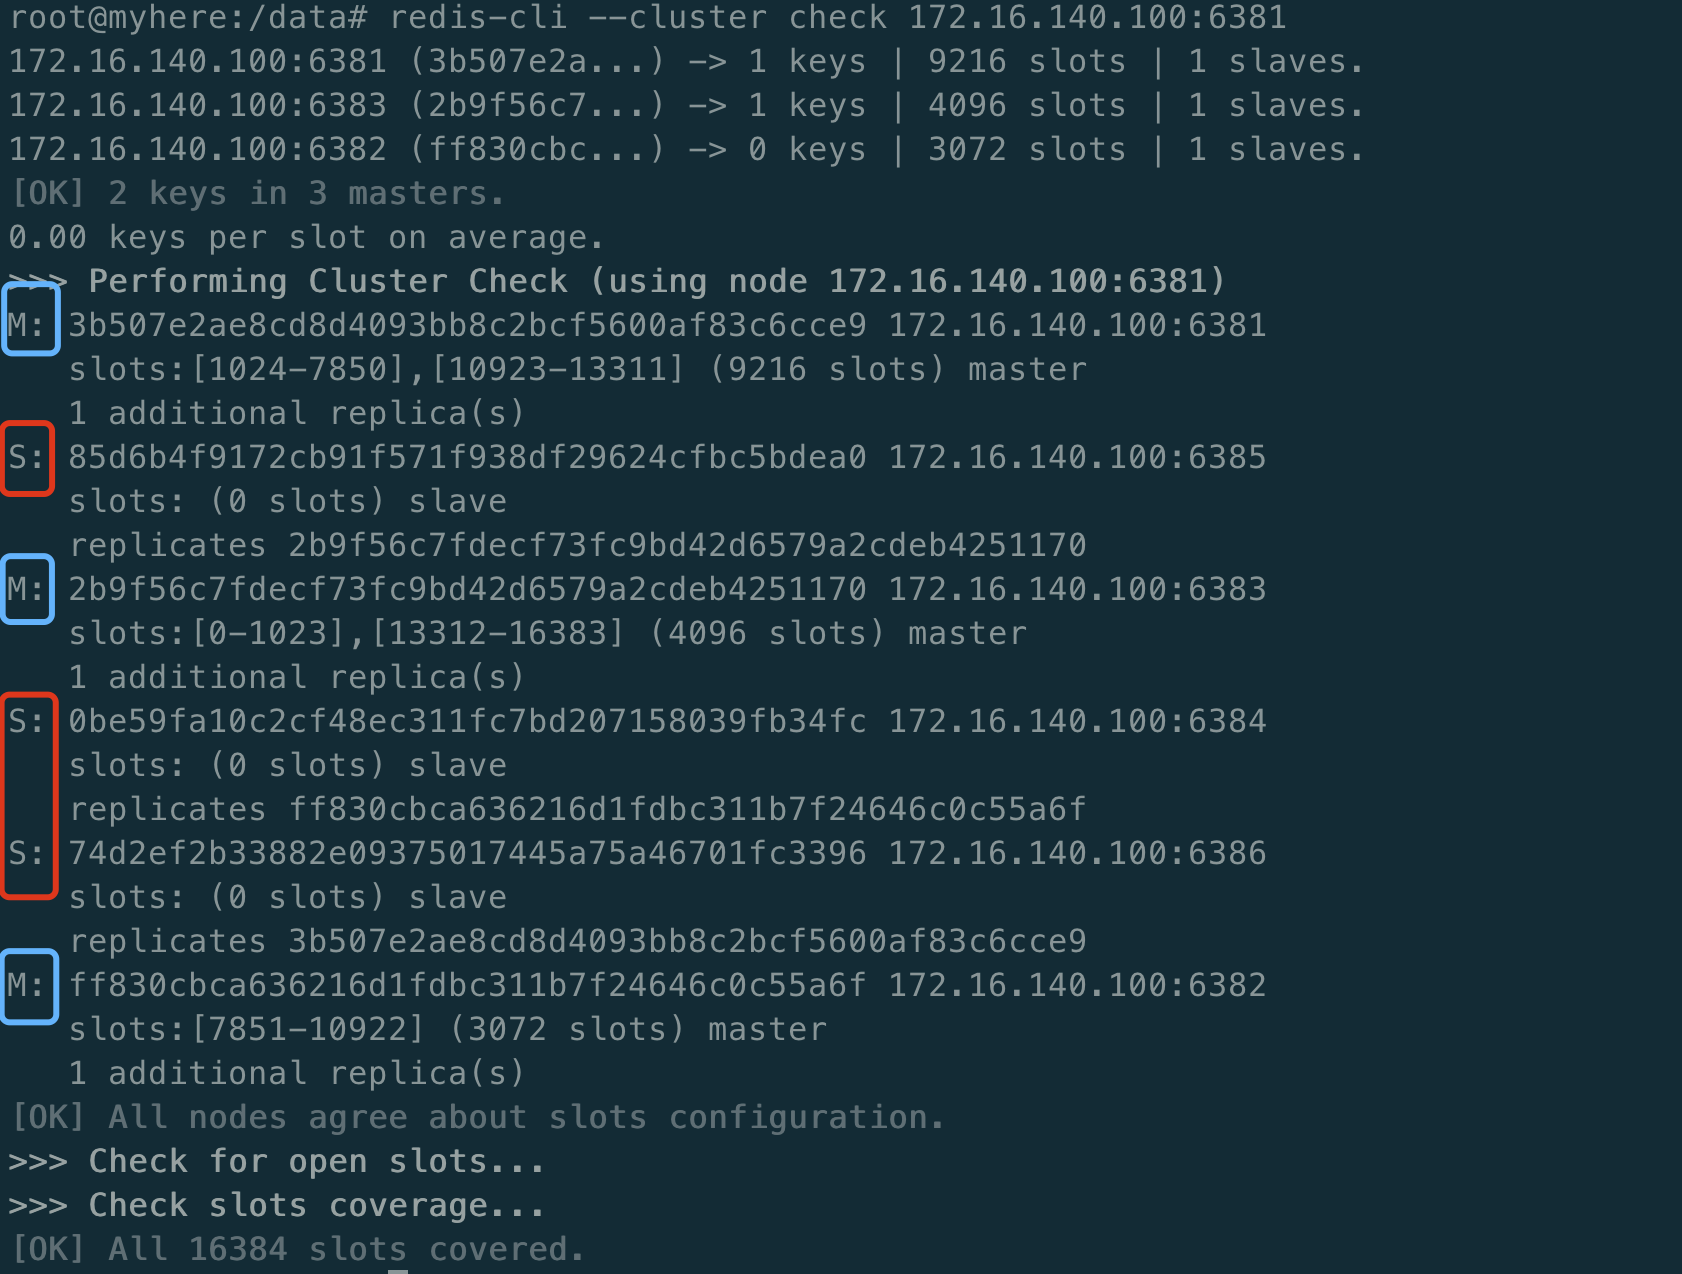 root@myhere:/data# redis-cli --cluster check 172.16.140.100:6381
172.16.140.100:6381 (3b507e2a...) -> 1 keys | 9216 slots | 1 slaves.
172.16.140.100:6383 (2b9f56c7...) -> 1 keys | 4096 slots | 1 slaves.
172.16.140.100:6382 (ff830cbc...) -> 0 keys | 3072 slots | 1 slaves.
[OK] 2 keys in 3 masters.
0.00 keys per slot on average.
>>> Performing Cluster Check (using node 172.16.140.100:6381)
M: 3b507e2ae8cd8d4093bb8c2bcf5600af83c6cce9 172.16.140.100:6381
   slots:[1024-7850],[10923-13311] (9216 slots) master
   1 additional replica(s)
S: 85d6b4f9172cb91f571f938df29624cfbc5bdea0 172.16.140.100:6385
   slots: (0 slots) slave
   replicates 2b9f56c7fdecf73fc9bd42d6579a2cdeb4251170
M: 2b9f56c7fdecf73fc9bd42d6579a2cdeb4251170 172.16.140.100:6383
   slots:[0-1023],[13312-16383] (4096 slots) master
   1 additional replica(s)
S: 0be59fa10c2cf48ec311fc7bd207158039fb34fc 172.16.140.100:6384
   slots: (0 slots) slave
   replicates ff830cbca636216d1fdbc311b7f24646c0c55a6f
S: 74d2ef2b33882e09375017445a75a46701fc3396 172.16.140.100:6386
   slots: (0 slots) slave
   replicates 3b507e2ae8cd8d4093bb8c2bcf5600af83c6cce9
M: ff830cbca636216d1fdbc311b7f24646c0c55a6f 172.16.140.100:6382
   slots:[7851-10922] (3072 slots) master
   1 additional replica(s)
[OK] All nodes agree about slots configuration.
>>> Check for open slots...
>>> Check slots coverage...
[OK] All 16384 slots covered.